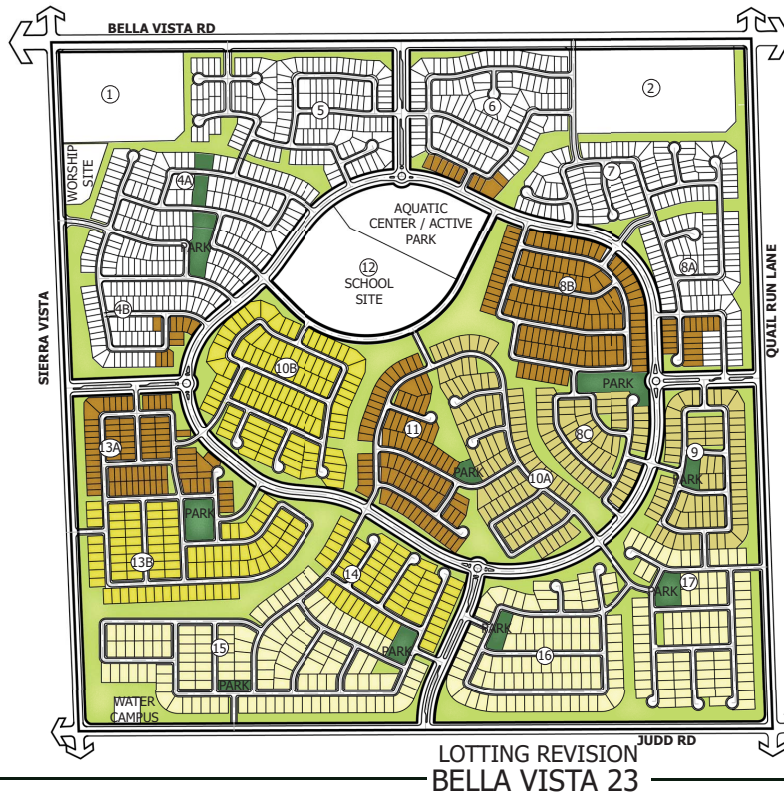 BELLA VISTA RD
1
2
5
6
WORSHIP
SITE
4A
7
AQUATIC
CENTER / ACTIVE
PARK
PARK
12
SCHOOL
SITE
8B
8A
4B
SIERRA VISTA
QUAIL RUN LANE
10B
PARK
13A
11
8C
9
PARK
10A
PARK
PARK
13B
14
17
PARK
15
PARK
16
PARK
PARK
WATER
CAMPUS
JUDD RD
LOTTING REVISION
BELLA VISTA 23